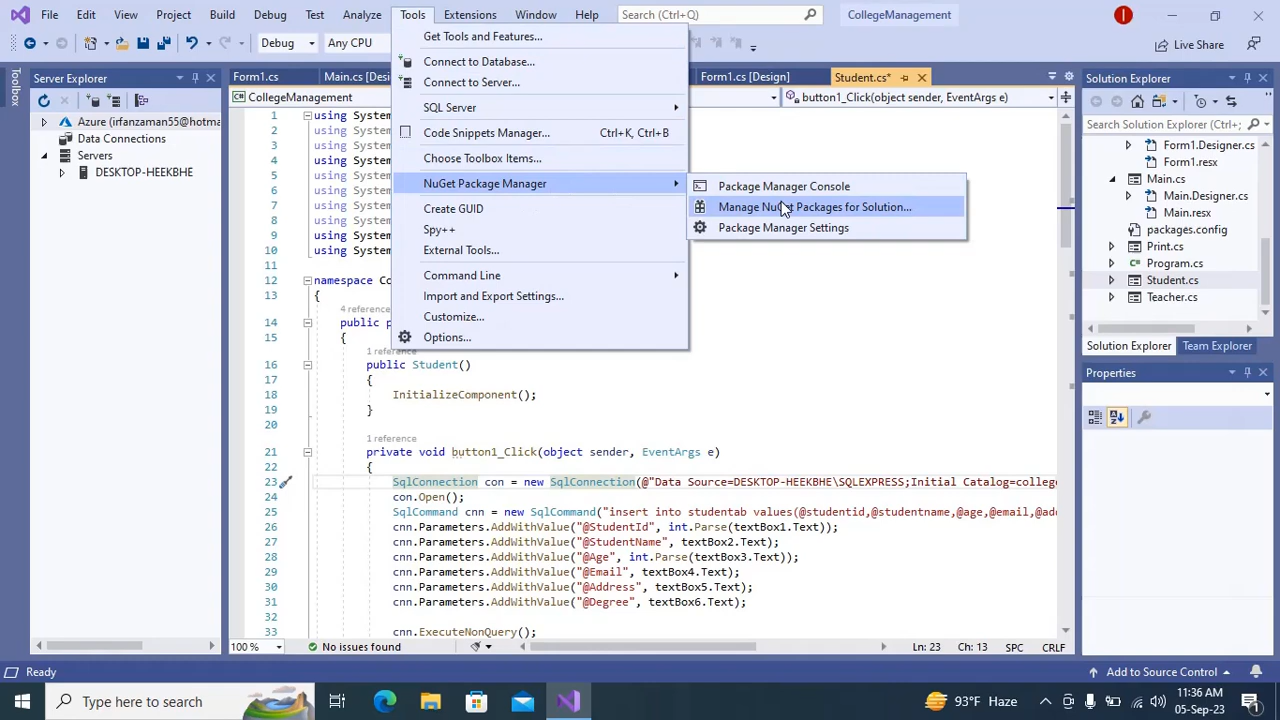 File Edit View Project Build Debug Test Analyze Tools Extensions Window Help Search (Ctrl+Q) CollegeManagement
Debug Any CPU Live Share
Server Explorer
Azure (irfanzaman55@hotma
Data Connections
Servers
DESKTOP-HEEKBHE
Toolbox
Form1.cs Main.cs [Desi Form1.cs [Design] Student.cs*
CollegeManagement button1_Click(object sender, EventArgs e)
Get Tools and Features...
Connect to Database...
Connect to Server...
SQL Server
Code Snippets Manager... Ctrl+K, Ctrl+B
Choose Toolbox Items...
NuGet Package Manager
Create GUID
Spy++
External Tools...
Command Line
Import and Export Settings...
Customize...
Options...
Package Manager Console
Manage NuGet Packages for Solution...
Package Manager Settings
1 using System
2 using System
3 using System
4 using System
5 using System
6 using System
7 using System
8 using System
9 using System
10 using System
11
12 namespace Co
13 {
4 reference
14 public p
15 {
1 reference
16 public Student()
17 {
18 InitializeComponent();
19 }
20
1 reference
21 private void button1_Click(object sender, EventArgs e)
22 {
23 SqlConnection con = new SqlConnection(@"Data Source=DESKTOP-HEEKBHE\SQLEXPRESS;Initial Catalog=college
24 con.Open();
25 SqlCommand cnn = new SqlCommand("insert into studentab values(@studentid,@studentname,@age,@email,@add
26 cnn.Parameters.AddWithValue("@StudentId", int.Parse(textBox1.Text));
27 cnn.Parameters.AddWithValue("@StudentName", textBox2.Text);
28 cnn.Parameters.AddWithValue("@Age", int.Parse(textBox3.Text));
29 cnn.Parameters.AddWithValue("@Email", textBox4.Text);
30 cnn.Parameters.AddWithValue("@Address", textBox5.Text);
31 cnn.Parameters.AddWithValue("@Degree", textBox6.Text);
32
33 cnn.ExecuteNonQuery();
100 % No issues found Ln: 23 Ch: 13 SPC CRLF
Solution Explorer
Search Solution Explorer (Ctrl+;
Form1.Designer.cs
Form1.resx
Main.cs
Main.Designer.cs
Main.resx
packages.config
Print.cs
Program.cs
Student.cs
Teacher.cs
Solution Explorer Team Explorer
Properties
Ready Add to Source Control
Type here to search 93°F Haze 11:36 AM
05-Sep-23